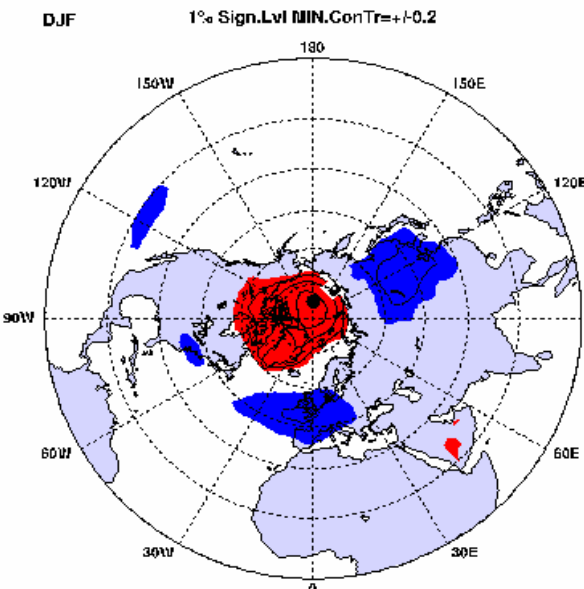 DJF 1‰ Sign.Lvl MIN.ConTr=+/-0.2
180
150W 150E
120W 120E
90W
60W 60E
30W 30E
0